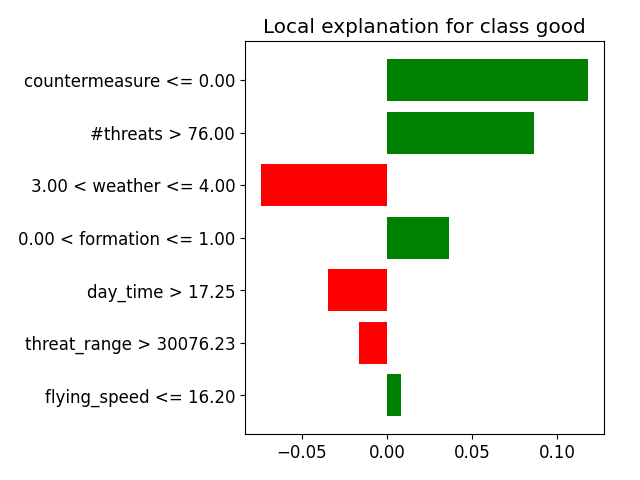 Local explanation for class good
countermeasure <= 0.00
#threats > 76.00
3.00 < weather <= 4.00
0.00 < formation <= 1.00
day_time > 17.25
threat_range > 30076.23
flying_speed <= 16.20
−0.05 0.00 0.05 0.10